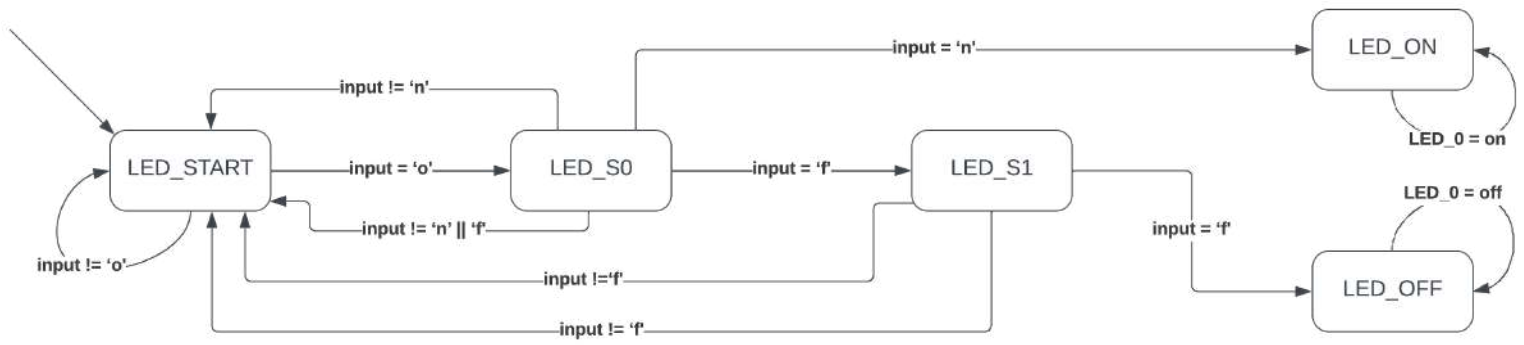 LED_ON
input = ‘n'
input != ‘n'
LED_0 = on
LED_START
input = ‘o'
LED_S0
input = ‘f'
LED_S1
LED_0 = off
input != ‘n’ || ‘f'
input = ‘f'
input != ‘o'
input !=‘f'
LED_OFF
input != ‘f'